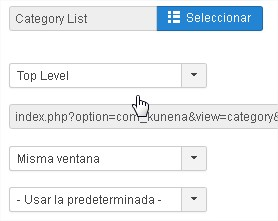 Category List
Seleccionar
Top Level
index.php?option=com_kunena&view=category&
Misma ventana
- Usar la predeterminada -